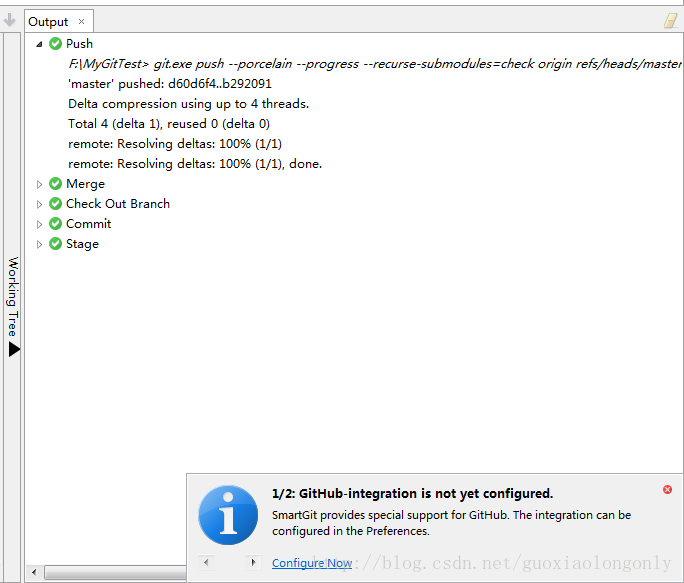 Output
Push
F:\MyGitTest> git.exe push --porcelain --progress --recurse-submodules=check origin refs/heads/master
'master' pushed: d60d6f4..b292091
Delta compression using up to 4 threads.
Total 4 (delta 1), reused 0 (delta 0)
remote: Resolving deltas: 100% (1/1)
remote: Resolving deltas: 100% (1/1), done.
Merge
Check Out Branch
Commit
Stage
Working Tree
1/2: GitHub-integration is not yet configured.
SmartGit provides special support for GitHub. The integration can be
configured in the Preferences.
Configure Now
http://blog.csdn.net/guoxiaolongonly